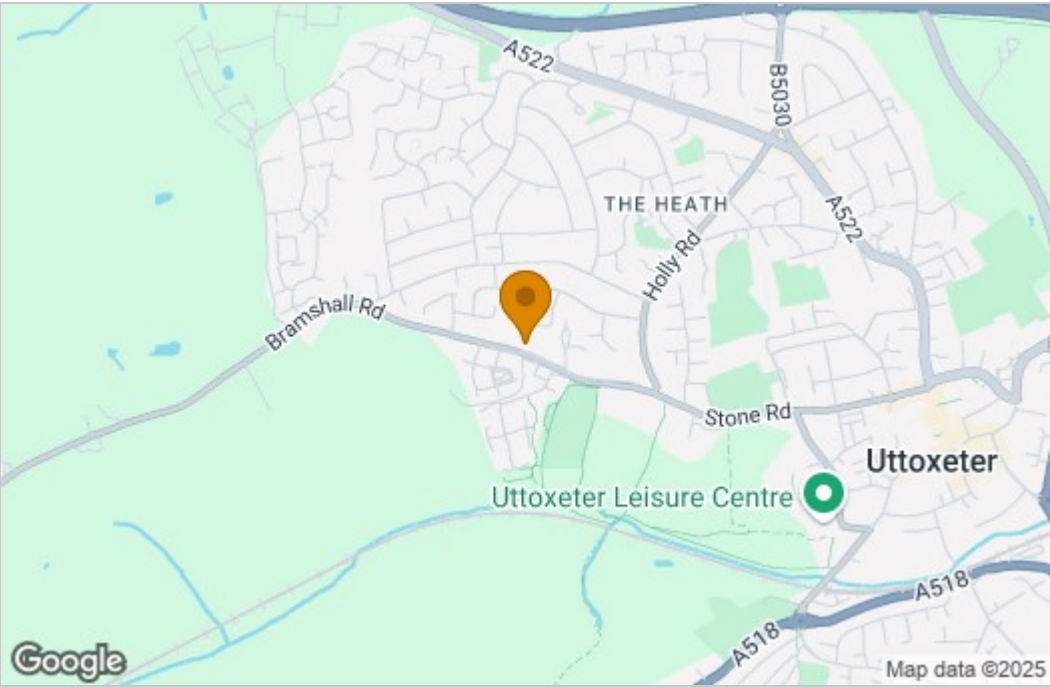 A522
B5030
THE HEATH
A522
Holly Rd
Bramshall Rd
Stone Rd
Uttoxeter
Uttoxeter Leisure Centre
A518
A518
Google
Map data ©2025